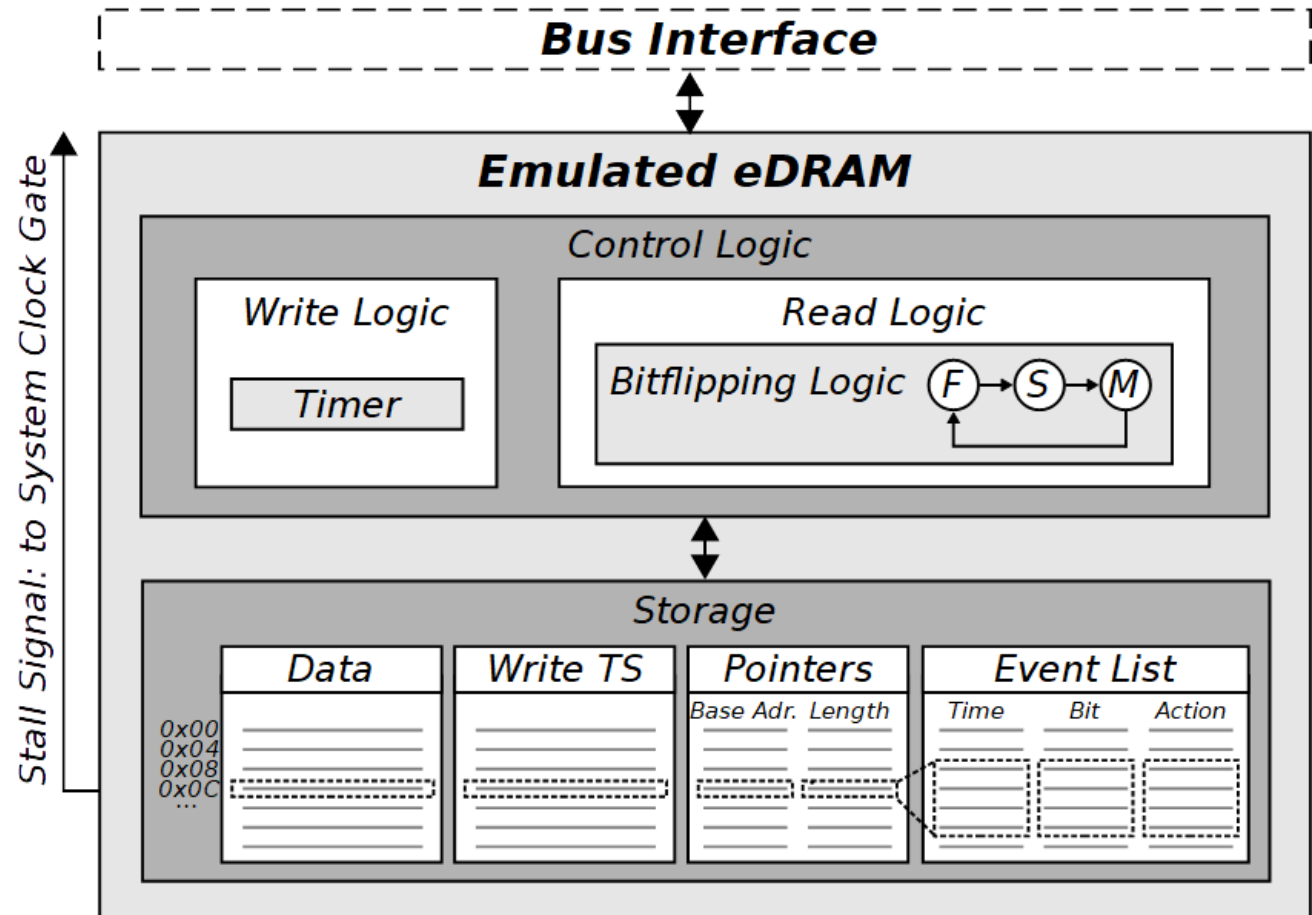 Bus Interface
Stall Signal: to System Clock Gate
Emulated eDRAM
Control Logic
Write Logic
Timer
Read Logic
Bitflipping Logic
F
S
M
Storage
Data
Write TS
Pointers
Event List
Base Adr.
Length
Time
Bit
Action
0x00
0x04
0x08
0x0C
...